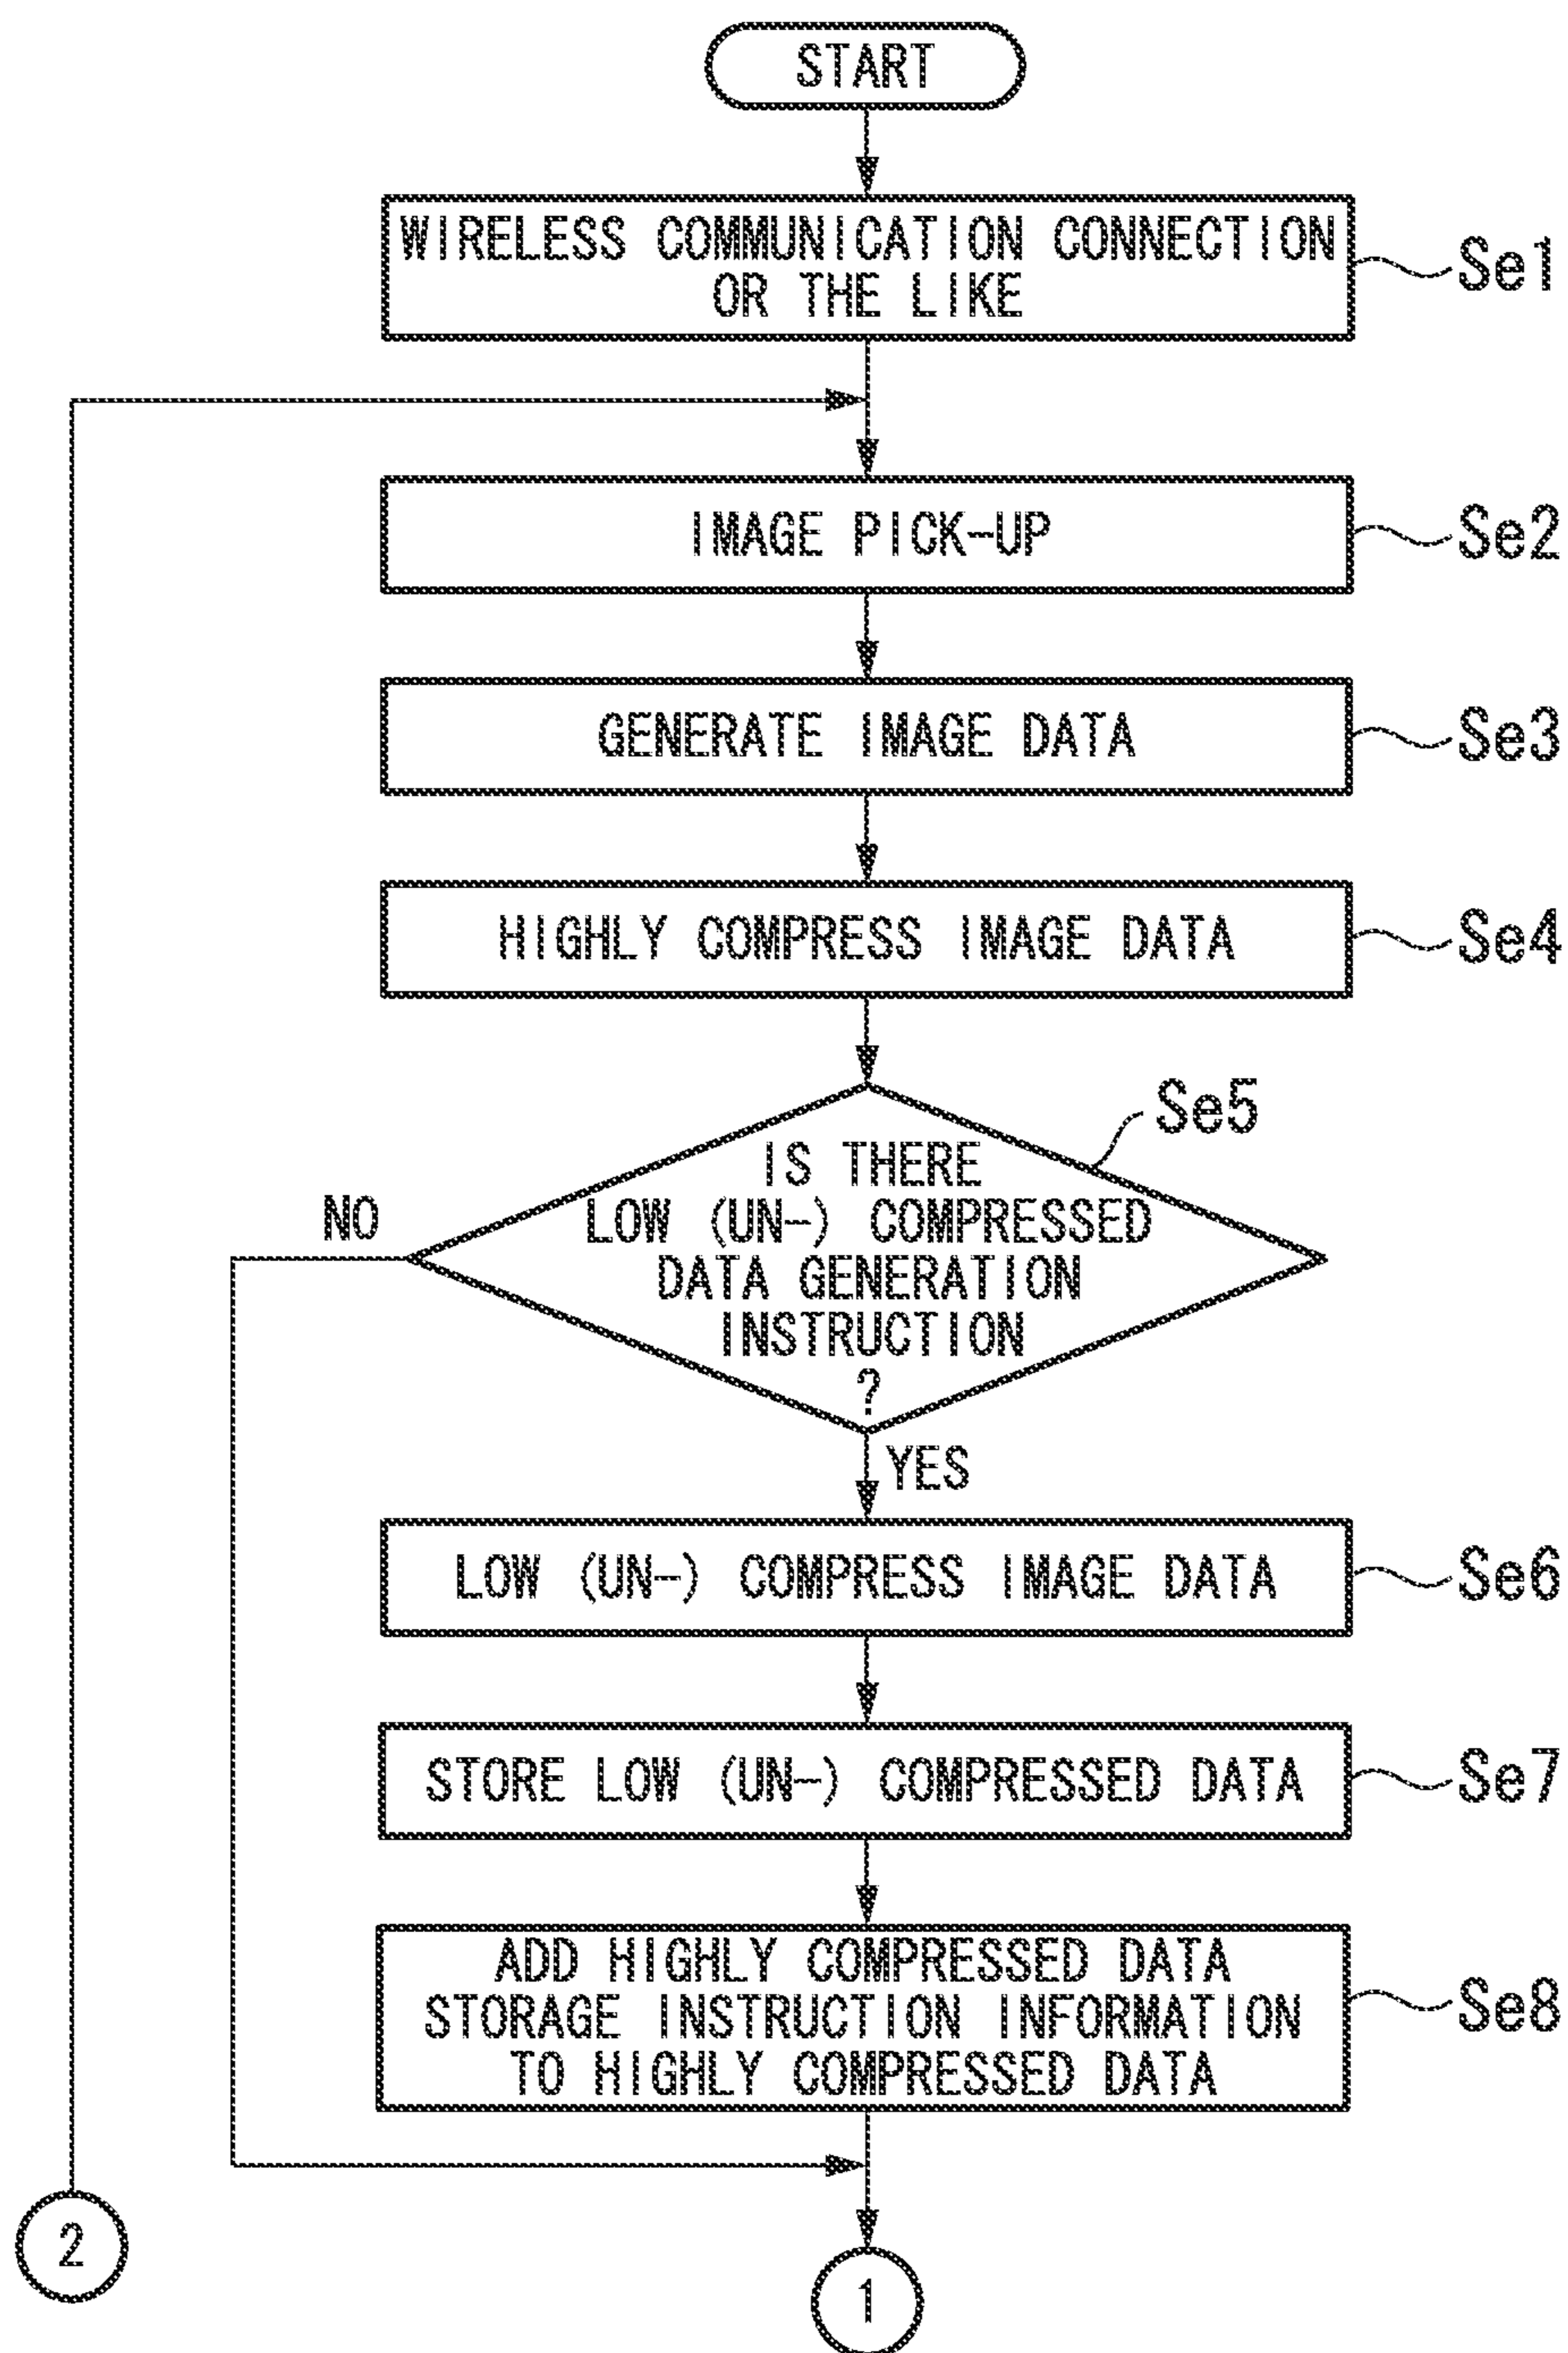 START
WIRELESS COMMUNICATION CONNECTION
OR THE LIKE
Se1
IMAGE PICK-UP
Se2
GENERATE IMAGE DATA
Se3
HIGHLY COMPRESS IMAGE DATA
Se4
Se5
IS THERE
LOW (UN-) COMPRESSED
DATA GENERATION
INSTRUCTION
?
NO
YES
LOW (UN-) COMPRESS IMAGE DATA
Se6
STORE LOW (UN-) COMPRESSED DATA
Se7
ADD HIGHLY COMPRESSED DATA
STORAGE INSTRUCTION INFORMATION
TO HIGHLY COMPRESSED DATA
Se8
2
1